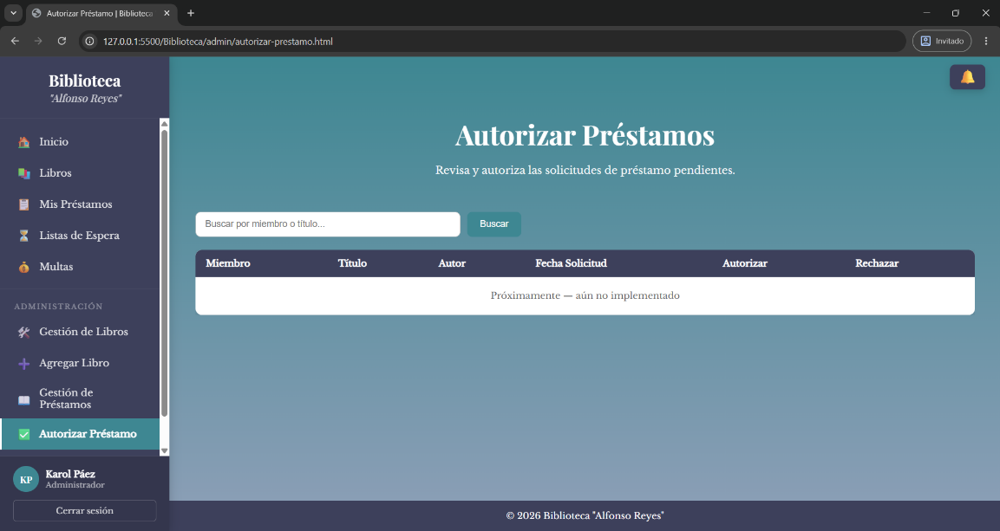 Autorizar Préstamo | Biblioteca
127.0.0.1:5500/Biblioteca/admin/autorizar-prestamo.html
Invitado
Biblioteca
"Alfonso Reyes"
Inicio
Libros
Mis Préstamos
Listas de Espera
Multas
ADMINISTRACIÓN
Gestión de Libros
Agregar Libro
Gestión de
Préstamos
Autorizar Préstamo
KP
Karol Páez
Administrador
Cerrar sesión
Autorizar Préstamos
Revisa y autoriza las solicitudes de préstamo pendientes.
Buscar por miembro o título...
Buscar
Miembro Título Autor Fecha Solicitud Autorizar Rechazar
Próximamente — aún no implementado
© 2026 Biblioteca "Alfonso Reyes"